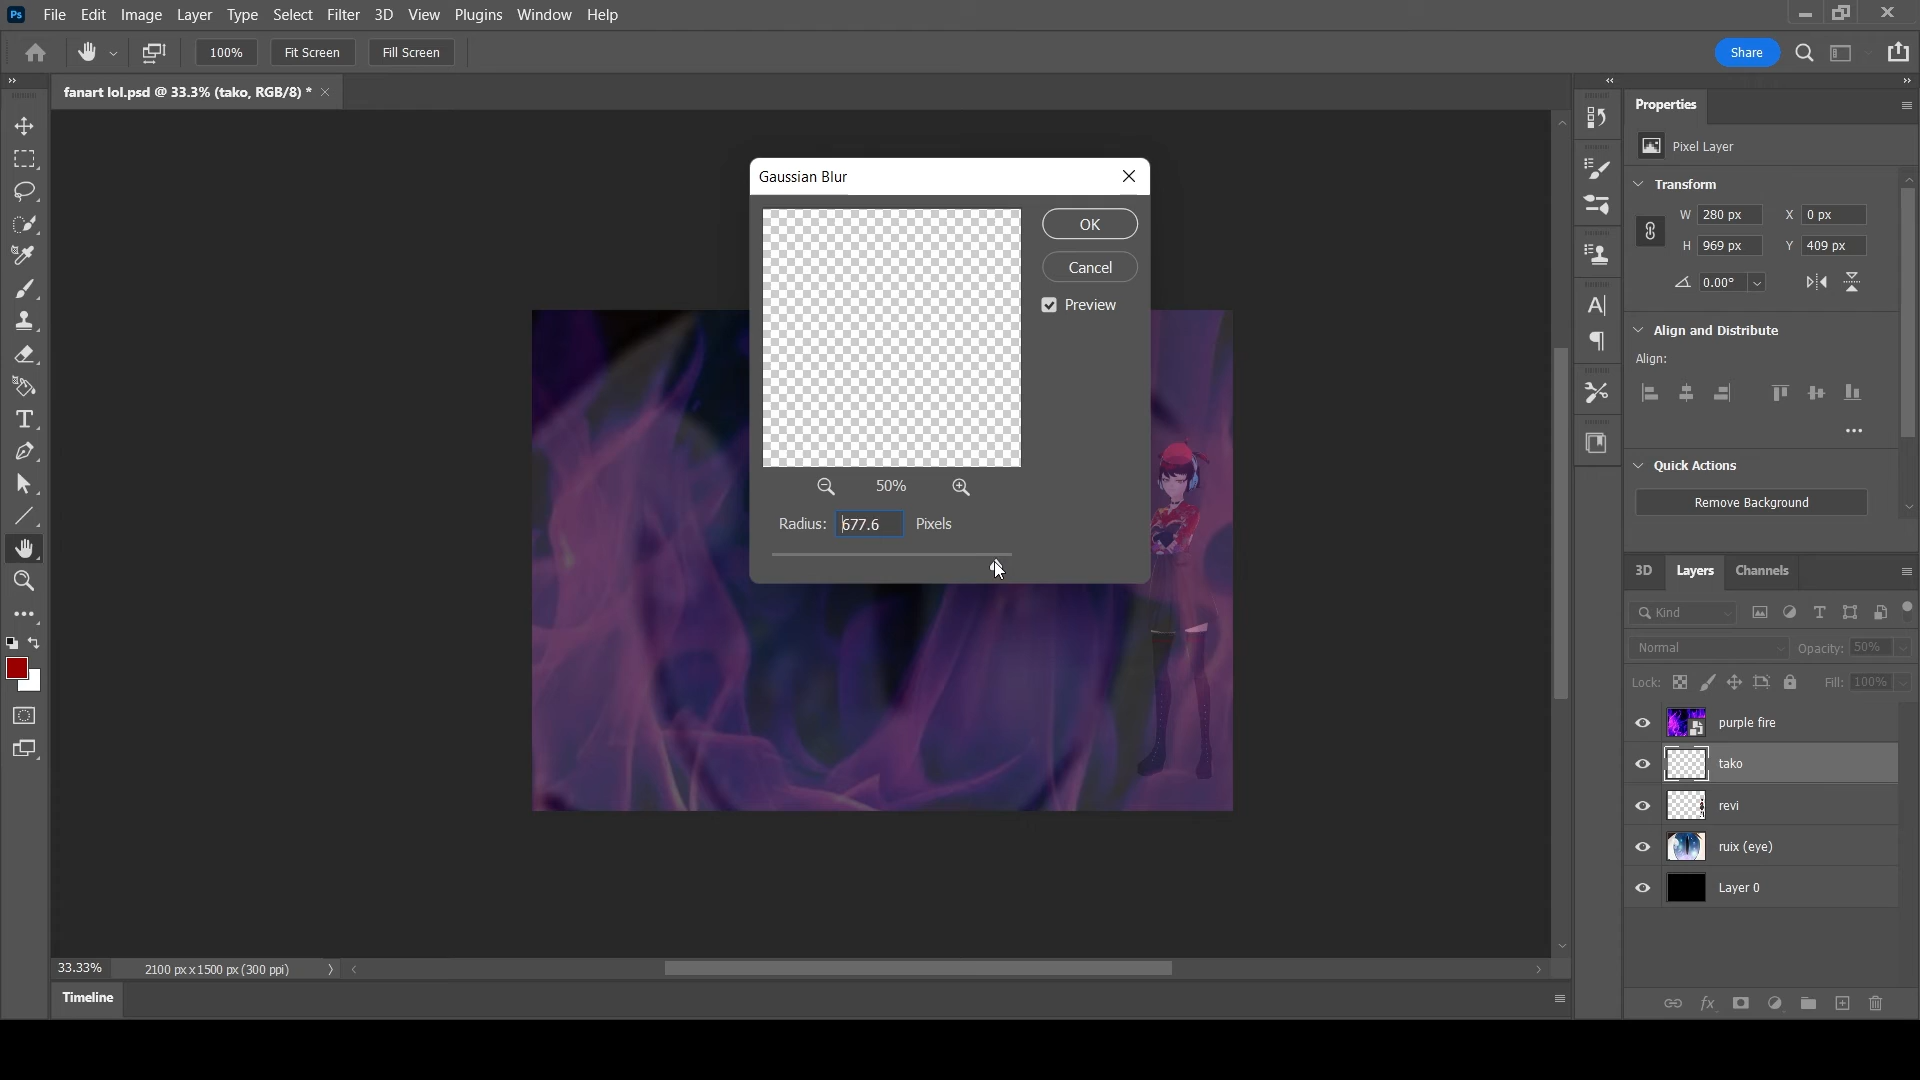 Ps File Edit Image Layer Type Select Filter 3D View Plugins Window Help
100% Fit Screen Fill Screen Share
fanart lol.psd @ 33.3% (tako, RGB/8) *
Gaussian Blur
OK
Cancel
Preview
50%
Radius: 677.6 Pixels
Properties
Pixel Layer
Transform
W 280 px X 0 px
H 969 px Y 409 px
0.00°
Align and Distribute
Align:
Quick Actions
Remove Background
3D Layers Channels
Kind
Normal Opacity: 50%
Lock: Fill: 100%
purple fire
tako
revi
ruix (eye)
Layer 0
33.33% 2100 px x 1500 px (300 ppi)
Timeline